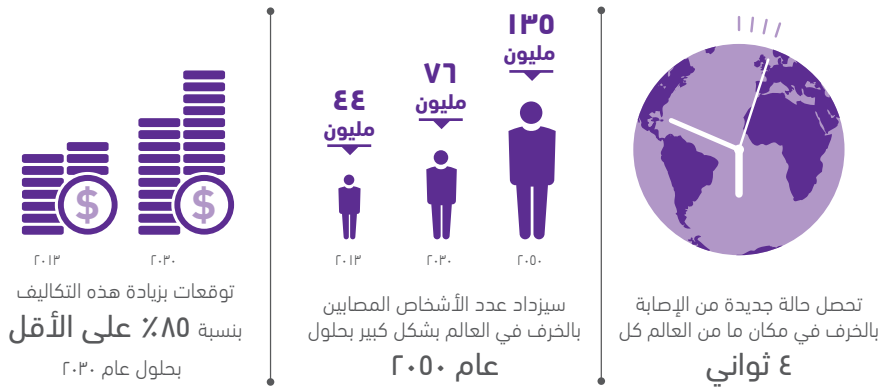 تحصل حالة جديدة من الإصابة
بالخرف في مكان ما من العالم كل
٤ ثواني
١٣٥
مليون
٧٦
مليون
٤٤
مليون
٢٠٥٠
٢٠٣٠
٢٠١٣
سيزداد عدد الأشخاص المصابين
بالخرف في العالم بشكل كبير بحلول
عام ٢٠٥٠
$ $
٢٠٣٠
٢٠١٣
توقعات بزيادة هذه التكاليف
بنسبة ٨٥٪ على الأقل
بحلول عام ٢٠٣٠